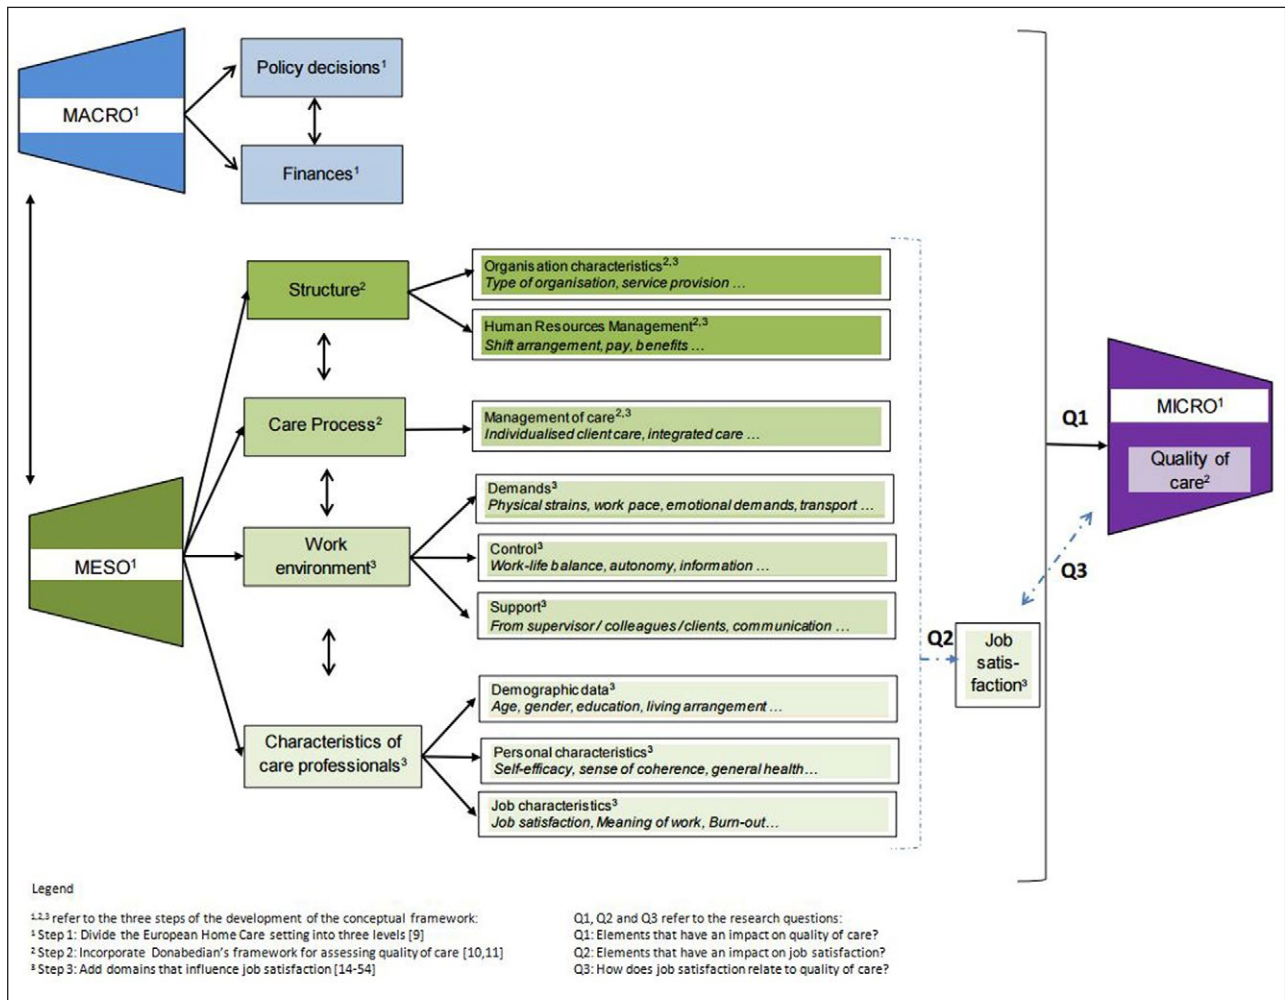 MACRO¹
Policy decisions¹
Finances¹
Structure²
Organisation characteristics²,³
Type of organisation, service provision …
Human Resources Management²,³
Shift arrangement, pay, benefits …
Care Process²
Management of care²,³
Individualised client care, integrated care …
MESO¹
Work
environment³
Demands³
Physical strains, work pace, emotional demands, transport …
Control³
Work-life balance, autonomy, information …
Support³
From supervisor / colleagues /clients, communication …
Characteristics of
care professionals³
Demographic data³
Age, gender, education, living arrangement …
Personal characteristics³
Self-efficacy, sense of coherence, general health…
Job characteristics³
Job satisfaction, Meaning of work, Burn-out…
Q2
Job
satis-
faction³
Q1
Q3
MICRO¹
Quality of
care²
Legend
¹,²,³ refer to the three steps of the development of the conceptual framework:
¹ Step 1: Divide the European Home Care setting into three levels [9]
² Step 2: Incorporate Donabedian's framework for assessing quality of care [10,11]
³ Step 3: Add domains that influence job satisfaction [14-54]
Q1, Q2 and Q3 refer to the research questions:
Q1: Elements that have an impact on quality of care?
Q2: Elements that have an impact on job satisfaction?
Q3: How does job satisfaction relate to quality of care?